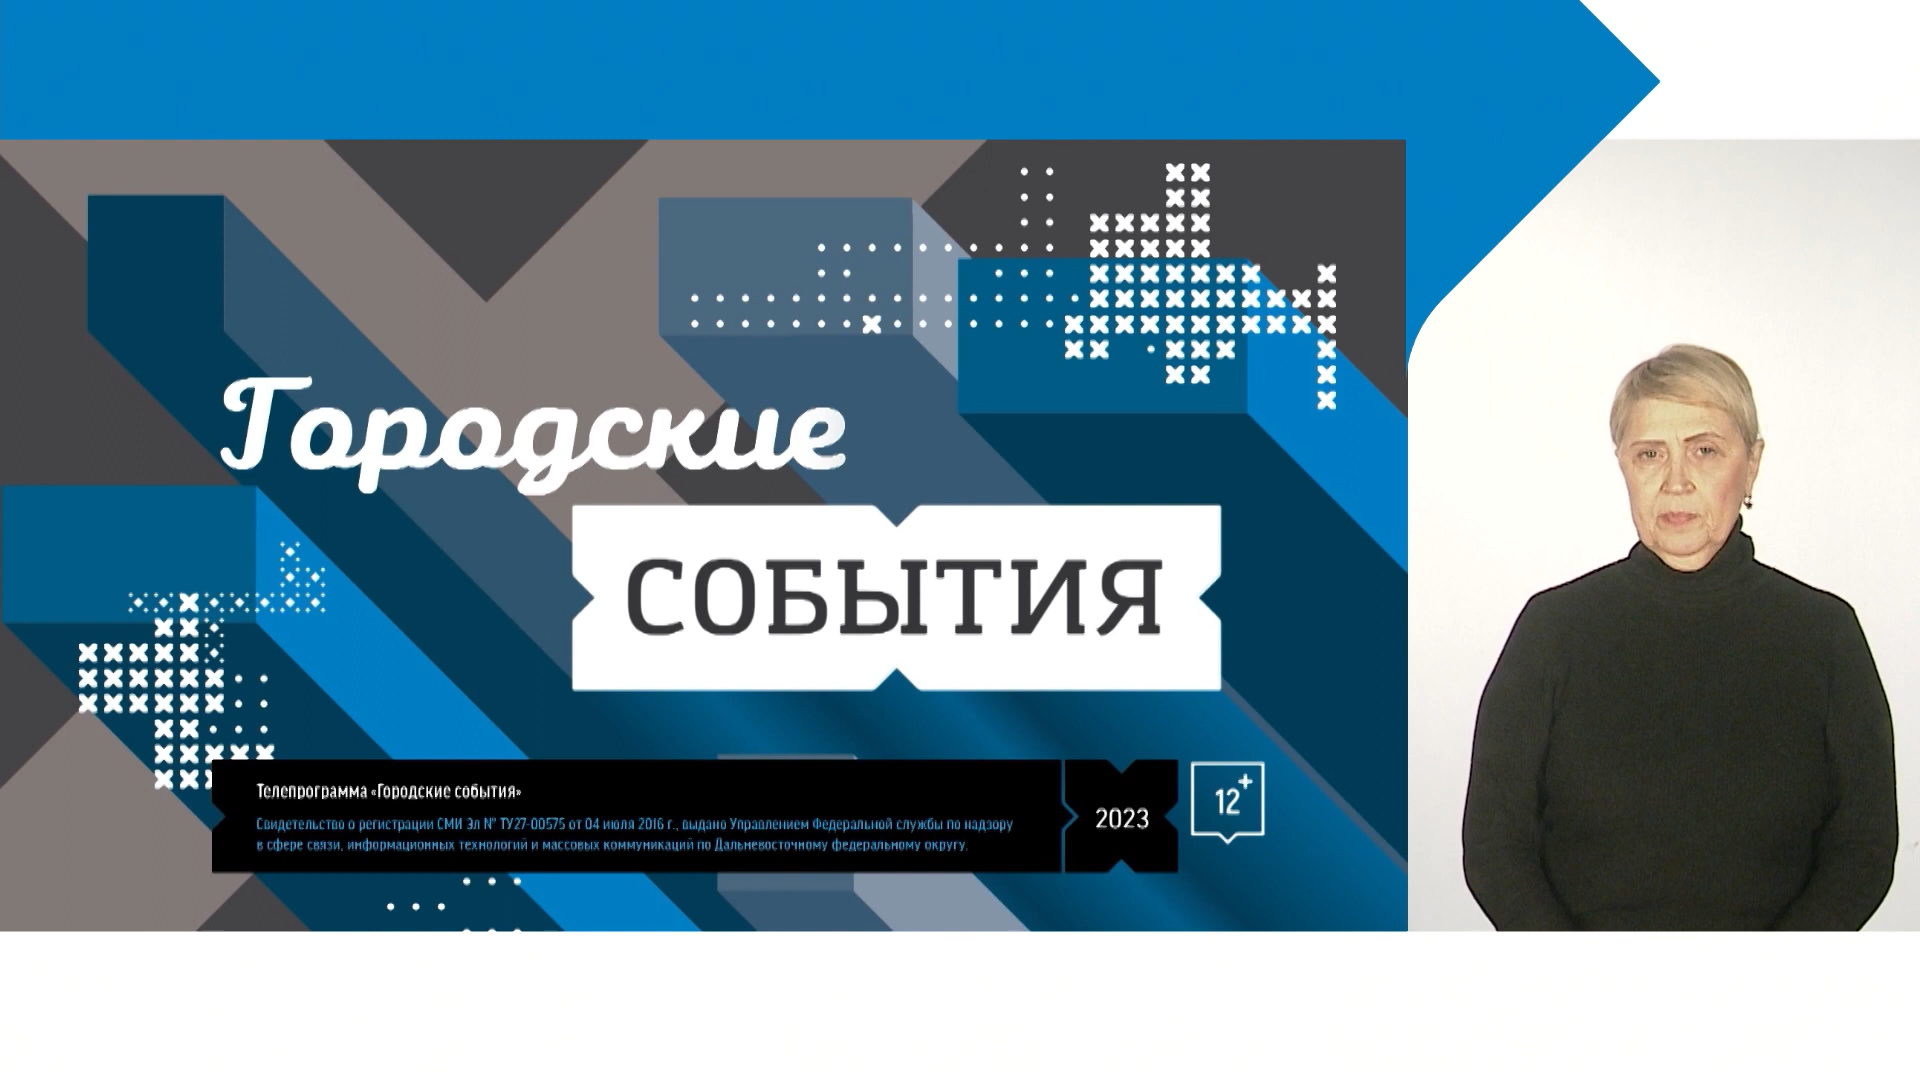 Городские
СОБЫТИЯ
Телепрограмма «Городские события»
Свидетельство о регистрации СМИ Эл N° ТУ27-00575 от 04 июля 2016 г., выдано Управлением Федеральной службы по надзору
в сфере связи, информационных технологий и массовых коммуникаций по Дальневосточному федеральному округу.
2023
12+